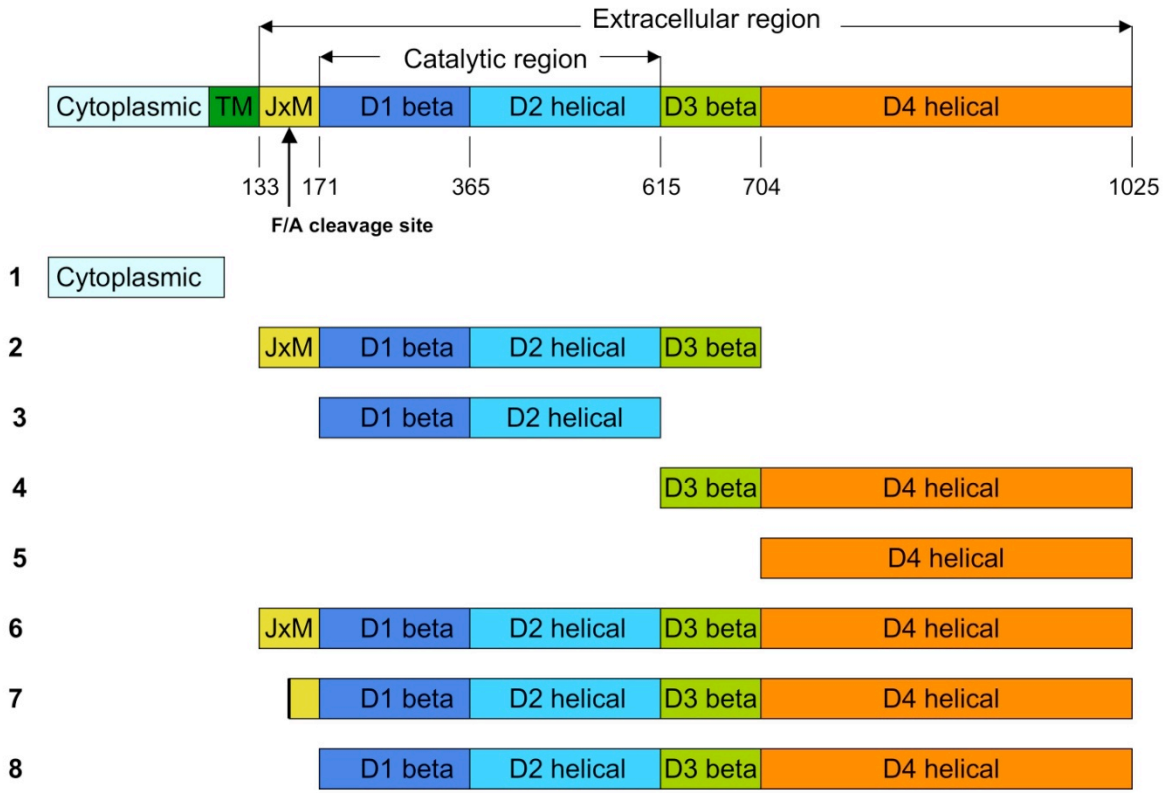 Extracellular region
Catalytic region
Cytoplasmic TM JxM D1 beta D2 helical D3 beta D4 helical
133 171 365 615 704 1025
F/A cleavage site
1 Cytoplasmic
2 JxM D1 beta D2 helical D3 beta
3 D1 beta D2 helical
4 D3 beta D4 helical
5 D4 helical
6 JxM D1 beta D2 helical D3 beta D4 helical
7 D1 beta D2 helical D3 beta D4 helical
8 D1 beta D2 helical D3 beta D4 helical